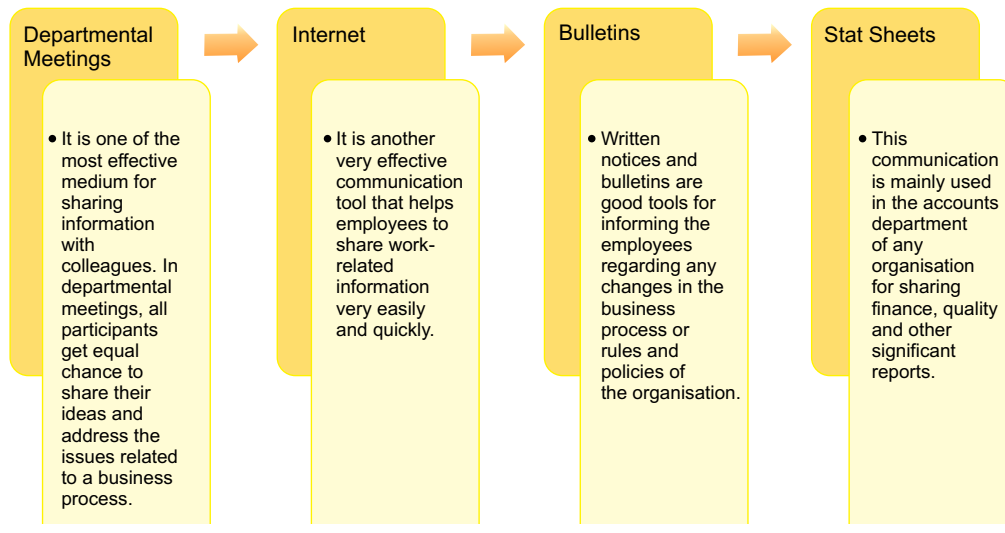 Departmental
Meetings
• It is one of the
most effective
medium for
sharing
information
with
colleagues. In
departmental
meetings, all
participants
get equal
chance to
share their
ideas and
address the
issues related
to a business
process.
Internet
• It is another
very effective
communication
tool that helps
employees to
share work-
related
information
very easily
and quickly.
Bulletins
• Written
notices and
bulletins are
good tools for
informing the
employees
regarding any
changes in the
business
process or
rules and
policies of
the organisation.
Stat Sheets
• This
communication
is mainly used
in the accounts
department
of any
organisation
for sharing
finance, quality
and other
significant
reports.